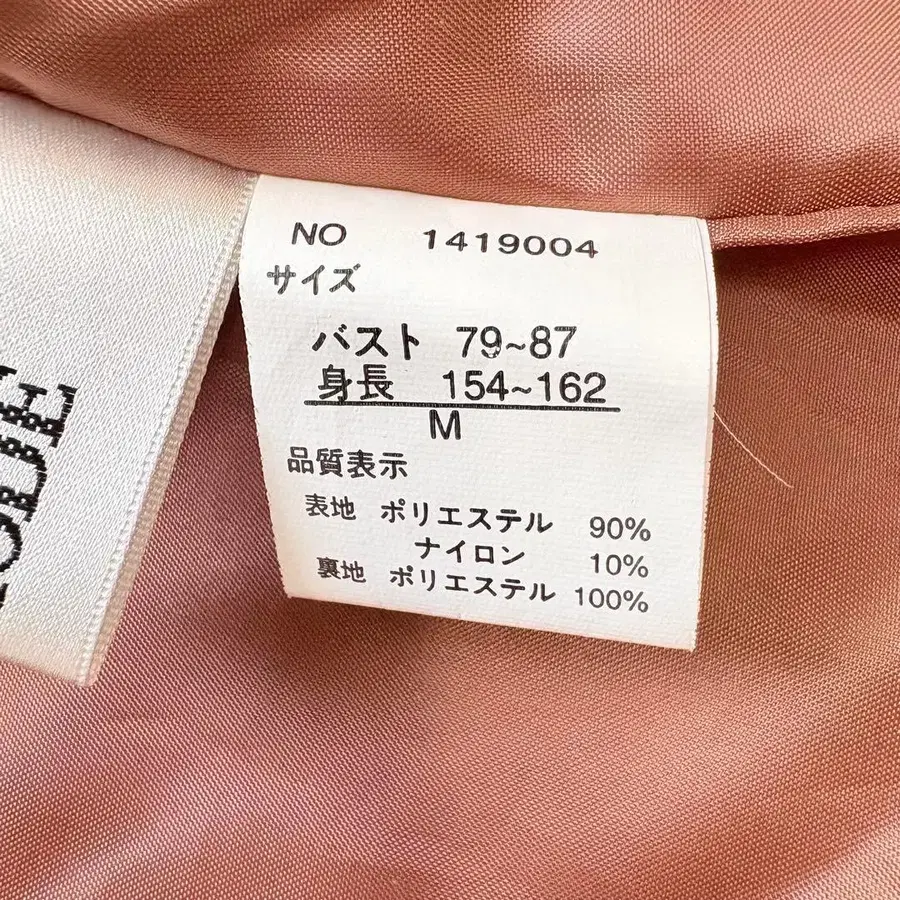 NO 1419004
サイズ
バスト 79~87
身長 154~162
M
品質表示
表地 ポリエステル 90%
ナイロン 10%
裏地 ポリエステル 100%